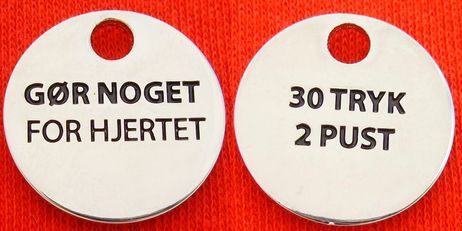 GØR NOGET
FOR HJERTET
30 TRYK
2 PUST